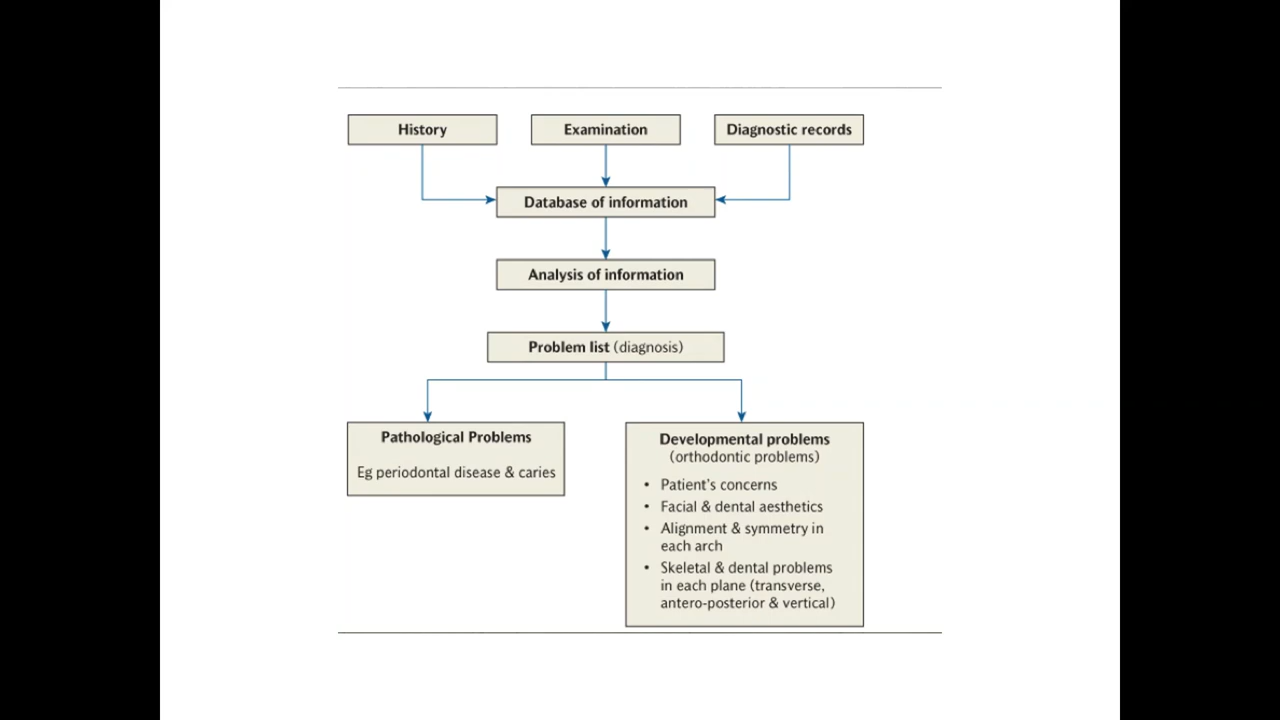 History
Examination
Diagnostic records
Database of information
Analysis of information
Problem list (diagnosis)
Pathological Problems
Eg periodontal disease & caries
Developmental problems
(orthodontic problems)
• Patient's concerns
• Facial & dental aesthetics
• Alignment & symmetry in
each arch
• Skeletal & dental problems
in each plane (transverse,
antero-posterior & vertical)